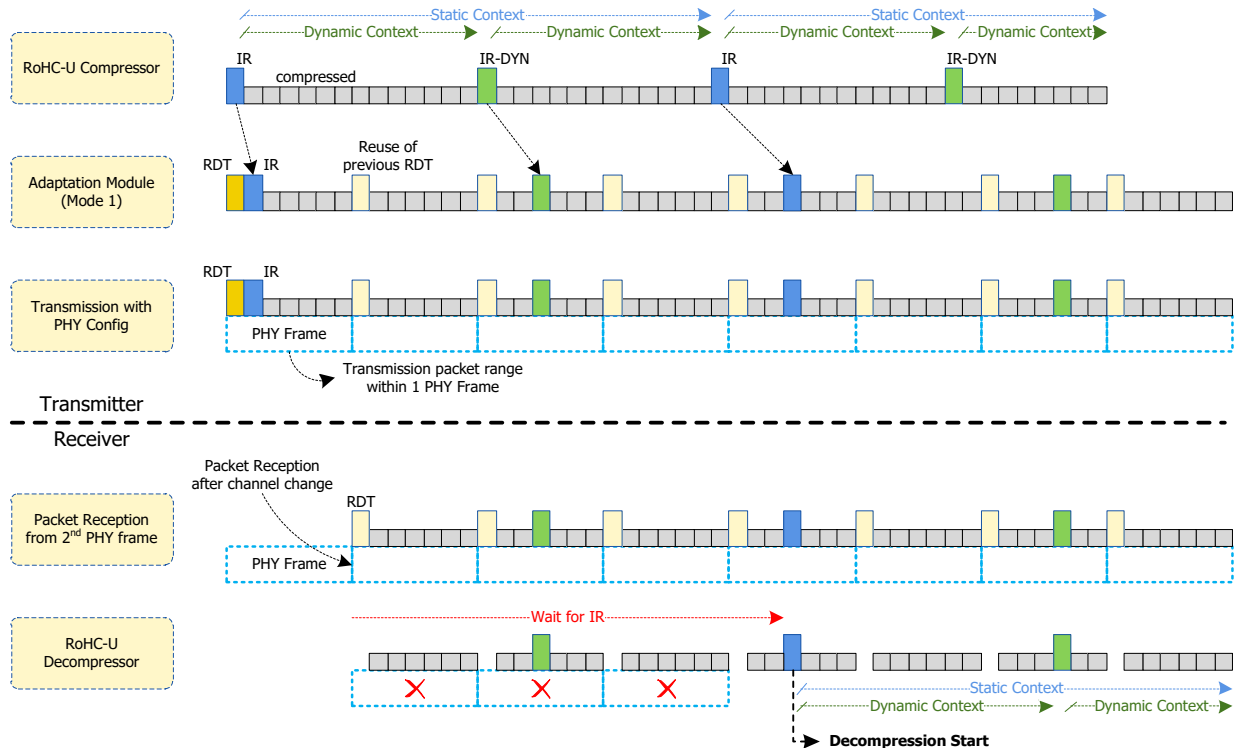 Static Context
Static Context
Dynamic Context
Dynamic Context
Dynamic Context
Dynamic Context
RoHC-U Compressor
IR
compressed
IR-DYN
IR
IR-DYN
Adaptation Module
(Mode 1)
RDT
IR
Reuse of
previous RDT
Transmission with
PHY Config
RDT
IR
PHY Frame
Transmission packet range
within 1 PHY Frame
Transmitter
Receiver
Packet Reception
after channel change
Packet Reception
from 2nd PHY frame
RDT
PHY Frame
RoHC-U
Decompressor
Wait for IR
Static Context
Dynamic Context
Dynamic Context
Decompression Start